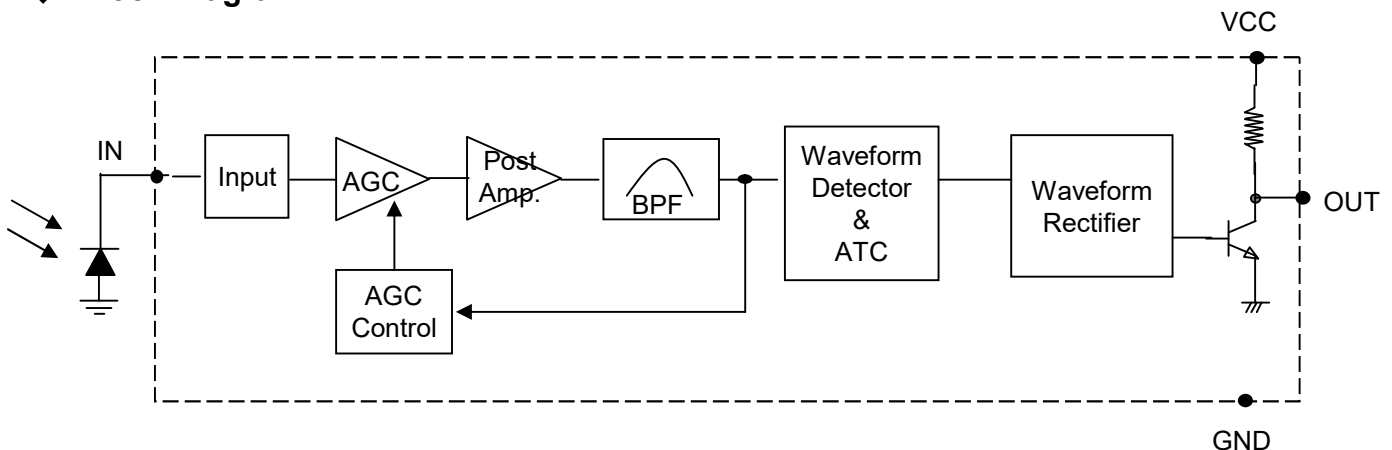 VCC
IN
Input
AGC
Post
Amp.
BPF
Waveform
Detector
&
ATC
Waveform
Rectifier
OUT
AGC
Control
GND